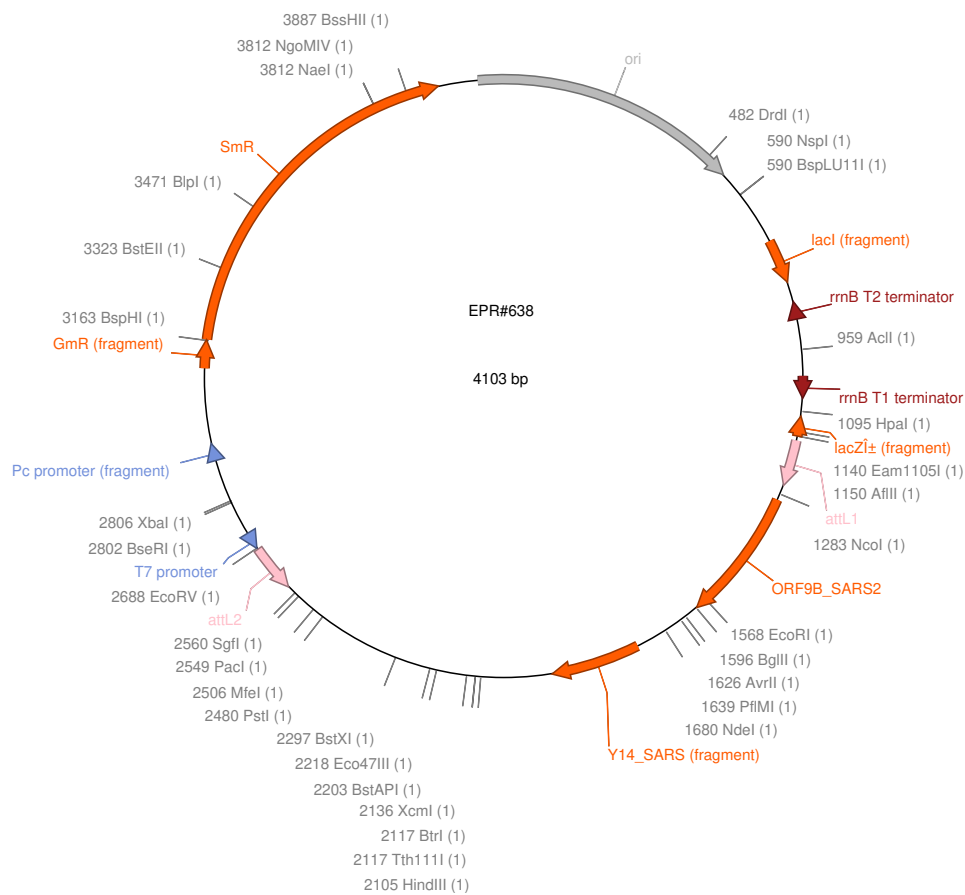 3887 BssHII (1)
3812 NgoMIV (1)
3812 NaeI (1)
ori
482 DrdI (1)
590 NspI (1)
590 BspLU11I (1)
SmR
3471 BlpI (1)
lacI (fragment)
3323 BstEII (1)
rrnB T2 terminator
EPR#638
3163 BspHI (1)
959 AclI (1)
GmR (fragment)
4103 bp
rrnB T1 terminator
1095 HpaI (1)
lacZÎ± (fragment)
Pc promoter (fragment)
1140 Eam1105I (1)
1150 AflII (1)
attL1
2806 XbaI (1)
1283 NcoI (1)
2802 BseRI (1)
T7 promoter
ORF9B_SARS2
2688 EcoRV (1)
attL2
1568 EcoRI (1)
2560 SgfI (1)
1596 BglII (1)
2549 PacI (1)
1626 AvrII (1)
2506 MfeI (1)
1639 PflMI (1)
2480 PstI (1)
1680 NdeI (1)
2297 BstXI (1)
Y14_SARS (fragment)
2218 Eco47III (1)
2203 BstAPI (1)
2136 XcmI (1)
2117 BtrI (1)
2117 Tth111I (1)
2105 HindIII (1)